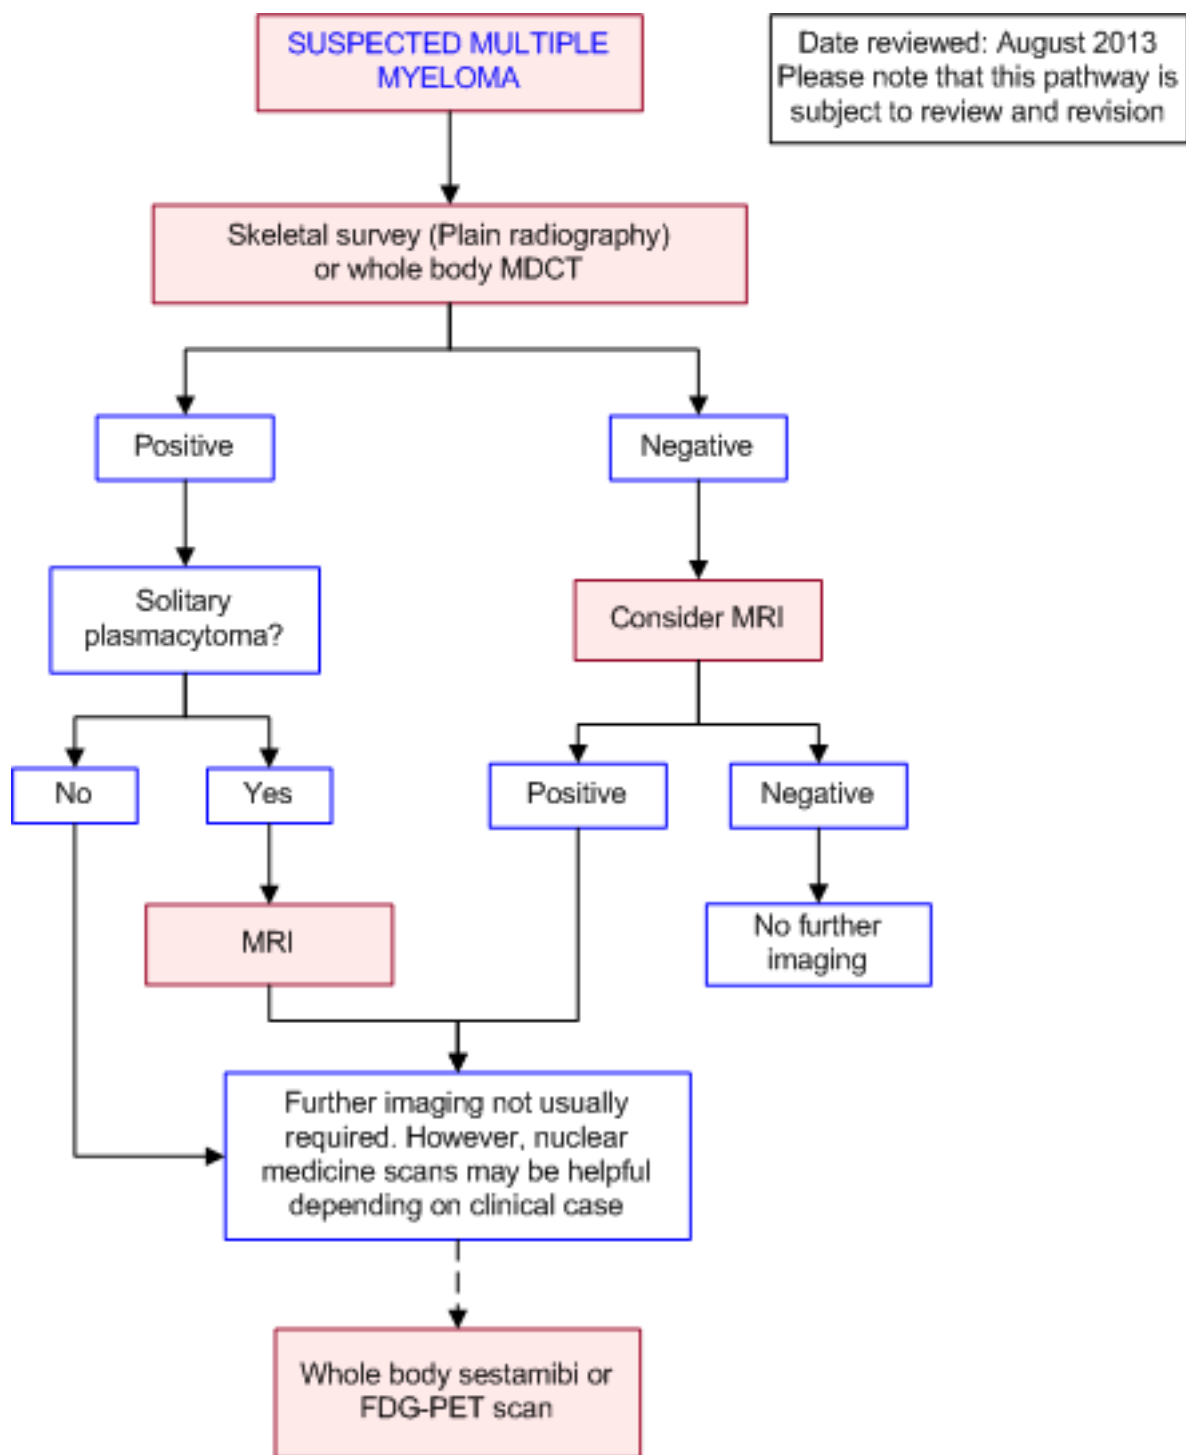 SUSPECTED MULTIPLE
MYELOMA
Date reviewed: August 2013
Please note that this pathway is
subject to review and revision
Skeletal survey (Plain radiography)
or whole body MDCT
Positive
Negative
Solitary
plasmacytoma?
Consider MRI
No
Yes
Positive
Negative
MRI
No further
imaging
Further imaging not usually
required. However, nuclear
medicine scans may be helpful
depending on clinical case
Whole body sestamibi or
FDG-PET scan